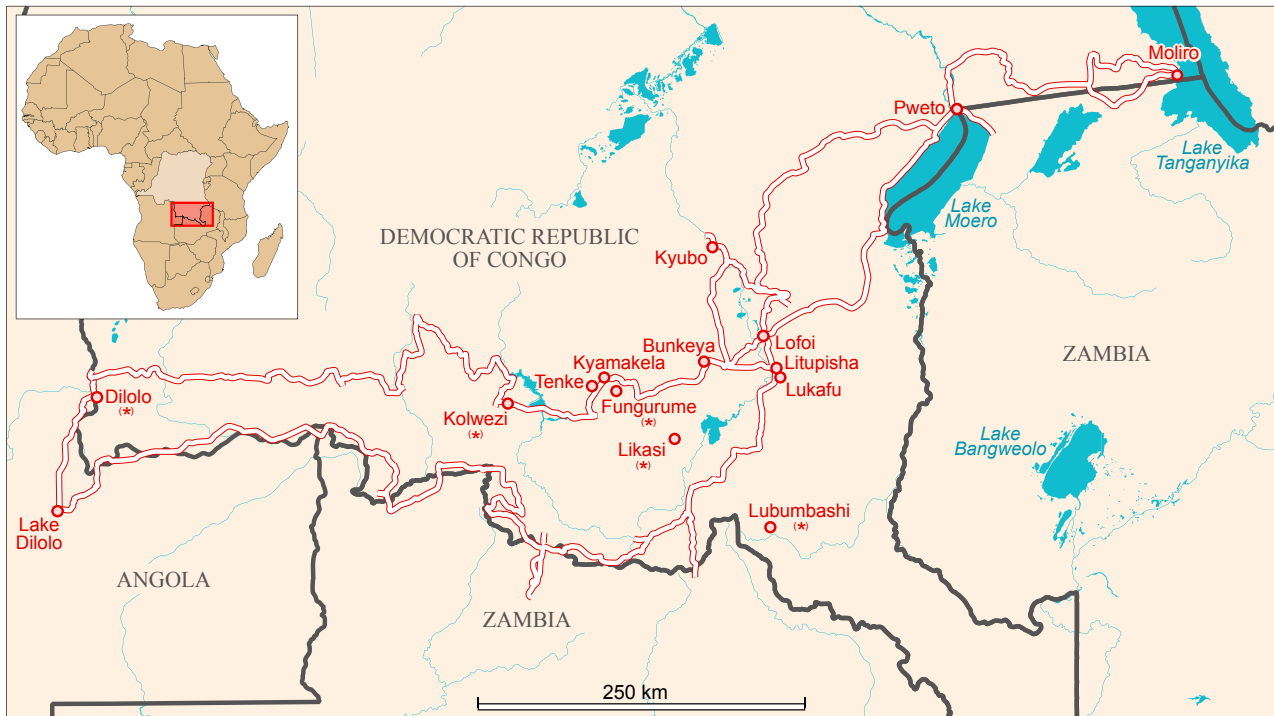 Moliro
Pweto
Lake
Tanganyika
Lake
Moero
DEMOCRATIC REPUBLIC
OF CONGO
Kyubo
Lofoi
Bunkeya
Litupisha
ZAMBIA
Kyamakela
Tenke
Lukafu
Dilolo
(*)
Fungurume
(*)
Kolwezi
(*)
Likasi
(*)
Lake
Bangweolo
Lubumbashi
(*)
Lake
Dilolo
ANGOLA
ZAMBIA
250 km